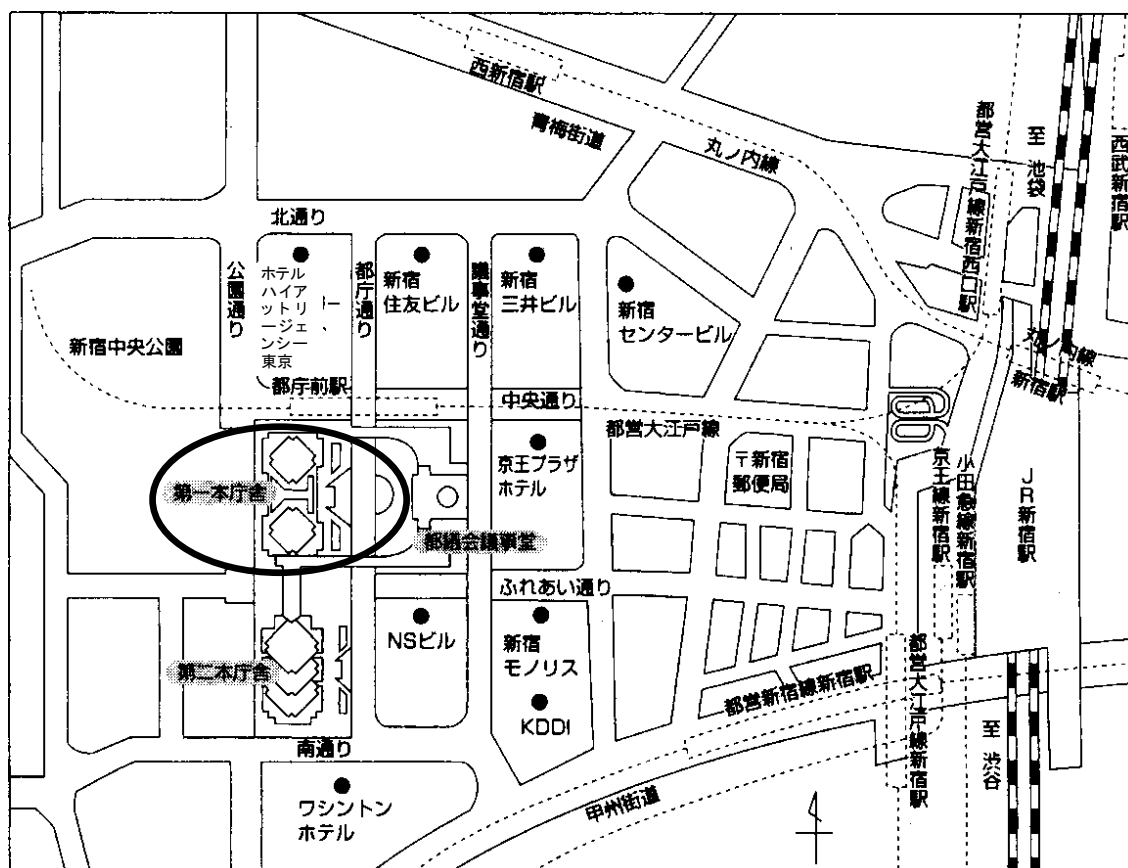 西新宿駅
青梅街道
丸ノ内線
都営大江戸線新宿西口駅
至 池袋
西武新宿駅
北通り
公園通り
ホテル
ハイア
ットリ
ージェ
ンシー
東京
都庁通り
新宿
住友ビル
議事堂通り
新宿
三井ビル
新宿
センタービル
新宿中央公園
丸ノ内線
新宿駅
都庁前駅
中央通り
都営大江戸線
京王プラザ
ホテル
〒新宿
郵便局
京王線新宿駅
小田急線新宿駅
JR新宿駅
第一本庁舎
都議会議事堂
ふれあい通り
NSビル
新宿
モノリス
第二本庁舎
KDDI
都営新宿線新宿駅
都営大江戸線新宿駅
至 渋谷
南通り
ワシントン
ホテル
甲州街道